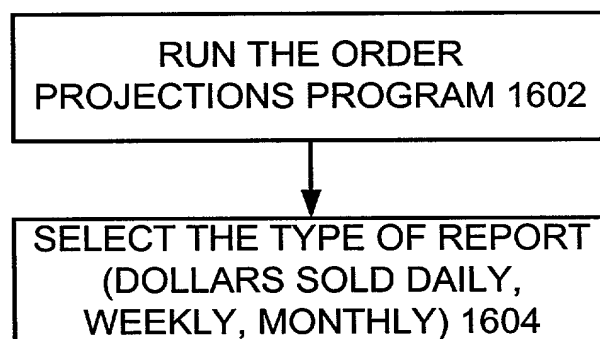 RUN THE ORDER
PROJECTIONS PROGRAM 1602
SELECT THE TYPE OF REPORT
(DOLLARS SOLD DAILY,
WEEKLY, MONTHLY) 1604